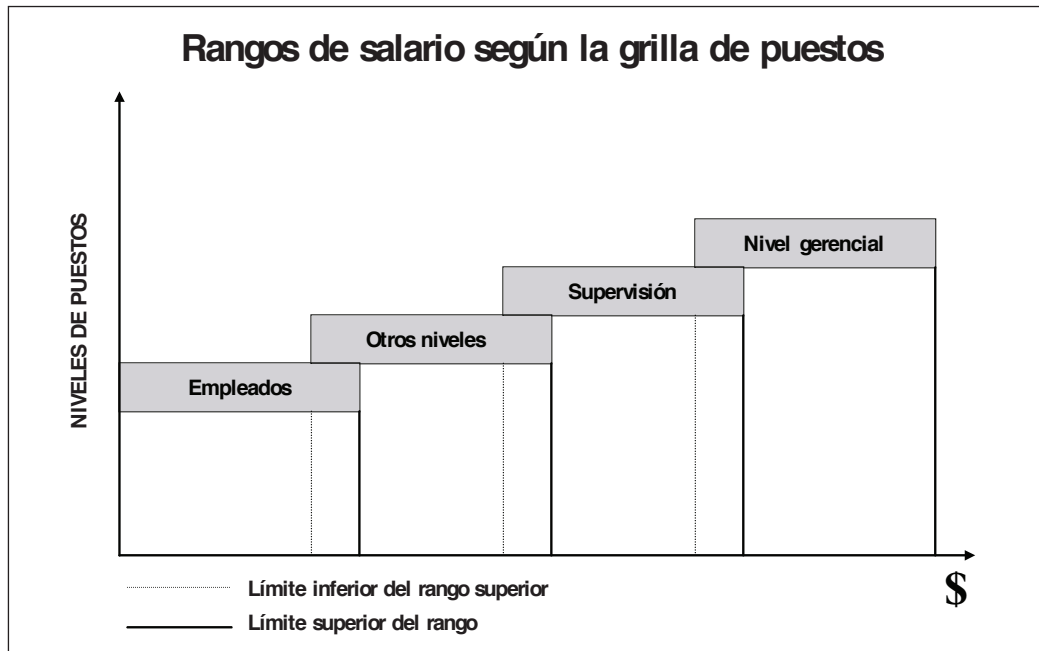 Rangos de salario según la grilla de puestos
NIVELES DE PUESTOS
Nivel gerencial
Supervisión
Otros niveles
Empleados
$
Límite inferior del rango superior
Límite superior del rango